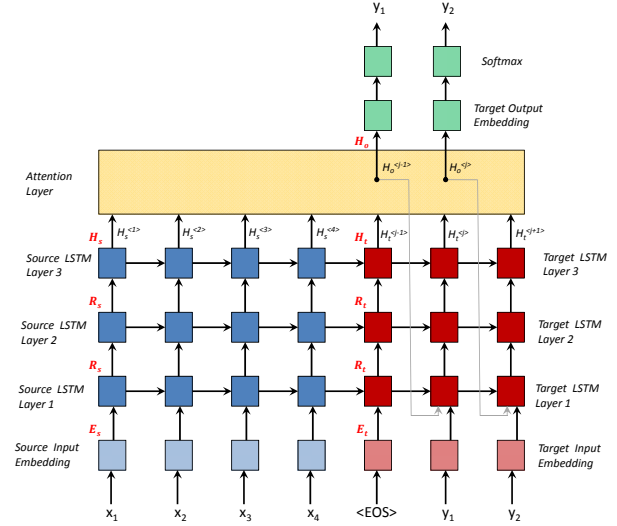 y1 y2
Softmax
Target Output
Embedding
Ho
Attention
Layer
Ho<j-1> Ho<j>
Hs Hs<1> Hs<2> Hs<3> Hs<4> Ht Ht<j-1> Ht<j> Ht<j+1>
Source LSTM
Layer 3
Target LSTM
Layer 3
Rs Rt
Source LSTM
Layer 2
Target LSTM
Layer 2
Rs Rt
Source LSTM
Layer 1
Target LSTM
Layer 1
Es Et
Source Input
Embedding
Target Input
Embedding
x1 x2 x3 x4 <EOS> y1 y2